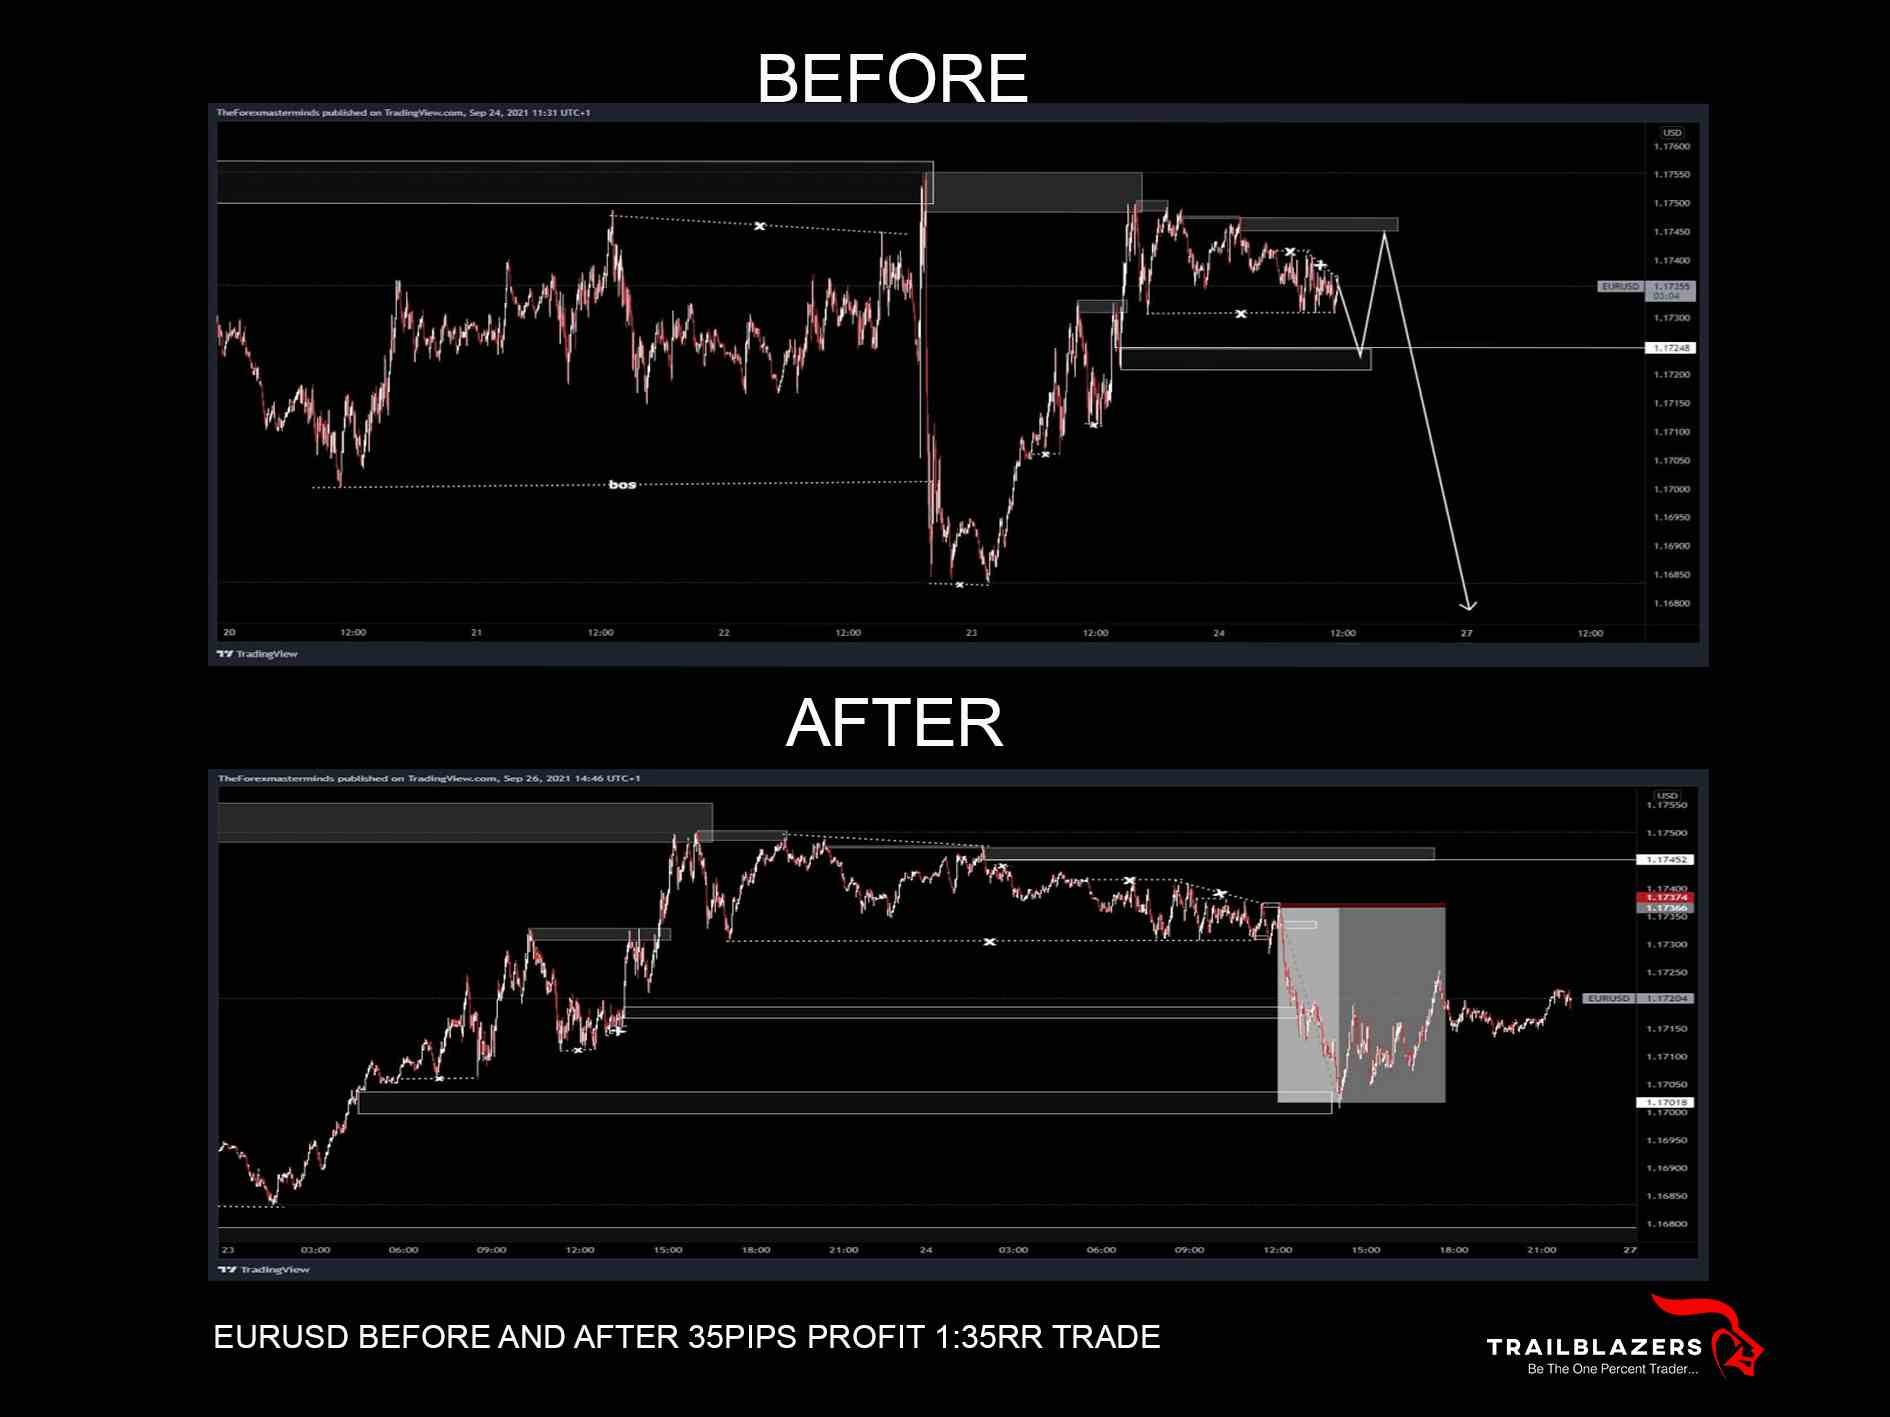 BEFORE
TheForexmasterminds published on TradingView.com, Sep 24, 2021 11:31 UTC+1
USD
1.17600
1.17550
1.17500
1.17450
1.17400
EURUSD 1.17355
03:04
1.17300
1.17248
1.17200
1.17150
1.17100
1.17050
1.17000
1.16950
1.16900
1.16850
1.16800
bos
20 12:00 21 12:00 22 12:00 23 12:00 24 12:00 27 12:00
TradingView
AFTER
TheForexmasterminds published on TradingView.com, Sep 26, 2021 14:46 UTC+1
USD
1.17550
1.17500
1.17452
1.17400
1.17374
1.17366
1.17350
1.17300
1.17250
EURUSD 1.17204
1.17150
1.17100
1.17050
1.17018
1.17000
1.16950
1.16900
1.16850
1.16800
23 03:00 06:00 09:00 12:00 15:00 18:00 21:00 24 03:00 06:00 09:00 12:00 15:00 18:00 21:00 27
TradingView
EURUSD BEFORE AND AFTER 35PIPS PROFIT 1:35RR TRADE
TRAILBLAZERS
Be The One Percent Trader...